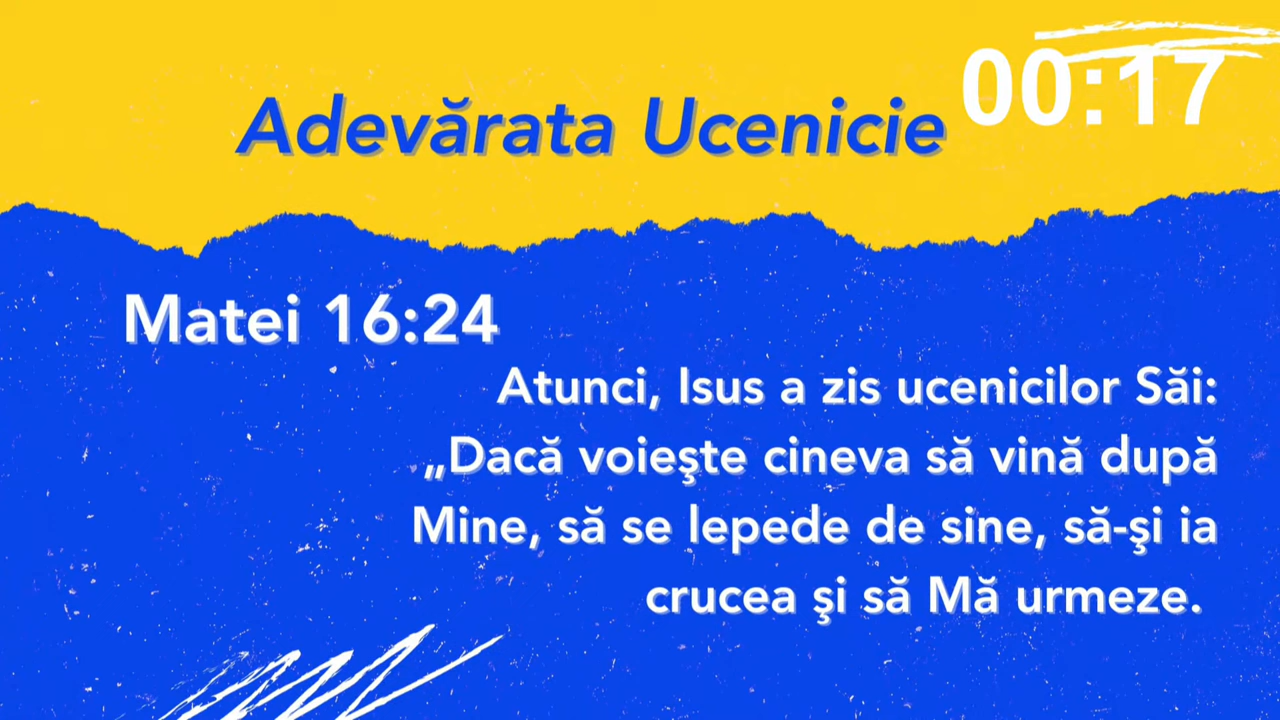 Adevărata Ucenicie
00:17
Matei 16:24
Atunci, Isus a zis ucenicilor Săi:
„Dacă voieşte cineva să vină după
Mine, să se lepede de sine, să-şi ia
crucea şi să Mă urmeze.